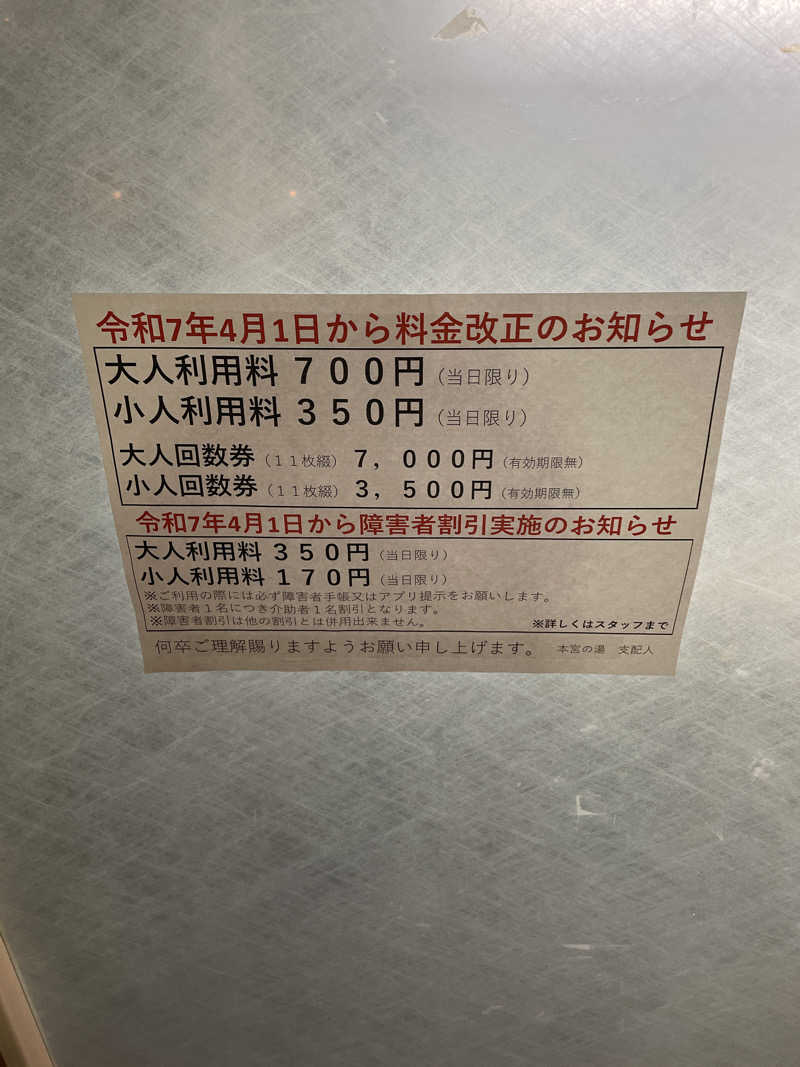 令和7年4月1日から料金改正のお知らせ
大人利用料 ７００円（当日限り）
小人利用料 ３５０円（当日限り）
大人回数券（１１枚綴） ７，０００円（有効期限無）
小人回数券（１１枚綴） ３，５００円（有効期限無）
令和7年4月1日から障害者割引実施のお知らせ
大人利用料 ３５０円（当日限り）
小人利用料 １７０円（当日限り）
※ご利用の際には必ず障害者手帳又はアプリ提示をお願いします。
※障害者１名につき介助者１名割引となります。
※障害者割引は他の割引とは併用出来ません。 ※詳しくはスタッフまで
何卒ご理解賜りますようお願い申し上げます。 本宮の湯 支配人